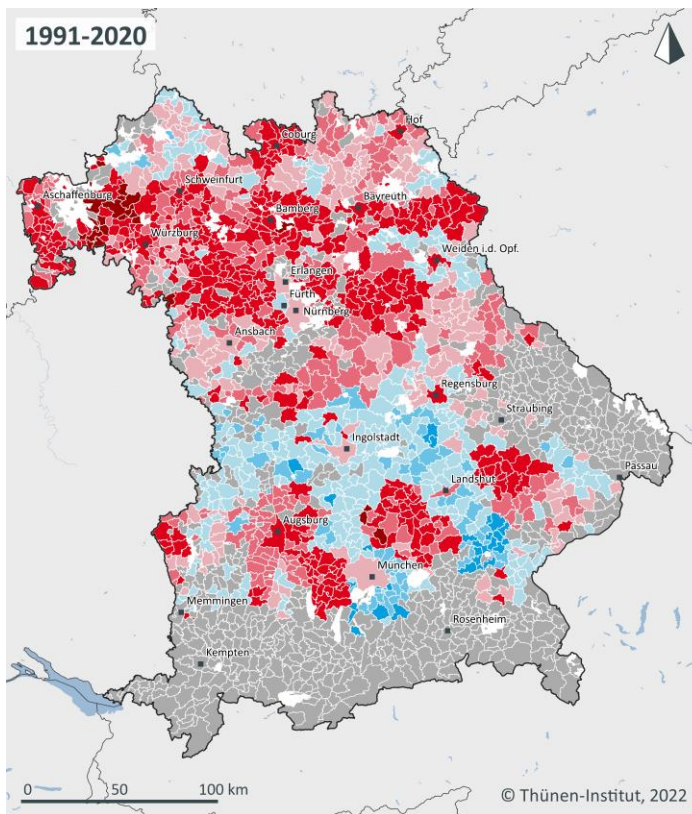 1991-2020
Hof
Coburg
Schweinfurt
Aschaffenburg
Bamberg
Bayreuth
Würzburg
Weiden i.d. Opf.
Erlangen
Fürth
Nürnberg
Ansbach
Regensburg
Straubing
Ingolstadt
Passau
Landshut
Augsburg
München
Memmingen
Rosenheim
Kempten
0 50 100 km
© Thünen-Institut, 2022